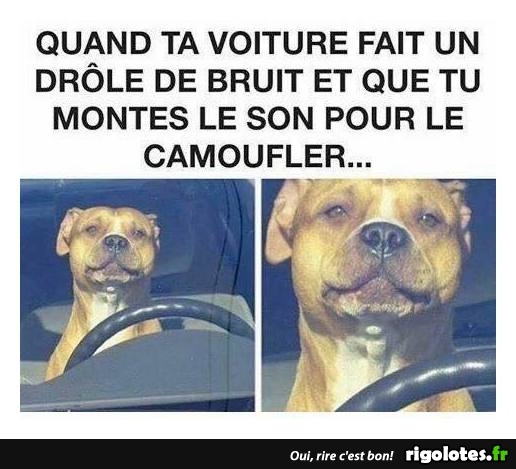 QUAND TA VOITURE FAIT UN
DRÔLE DE BRUIT ET QUE TU
MONTES LE SON POUR LE
CAMOUFLER...
Oui, rire c'est bon! rigolotes.fr